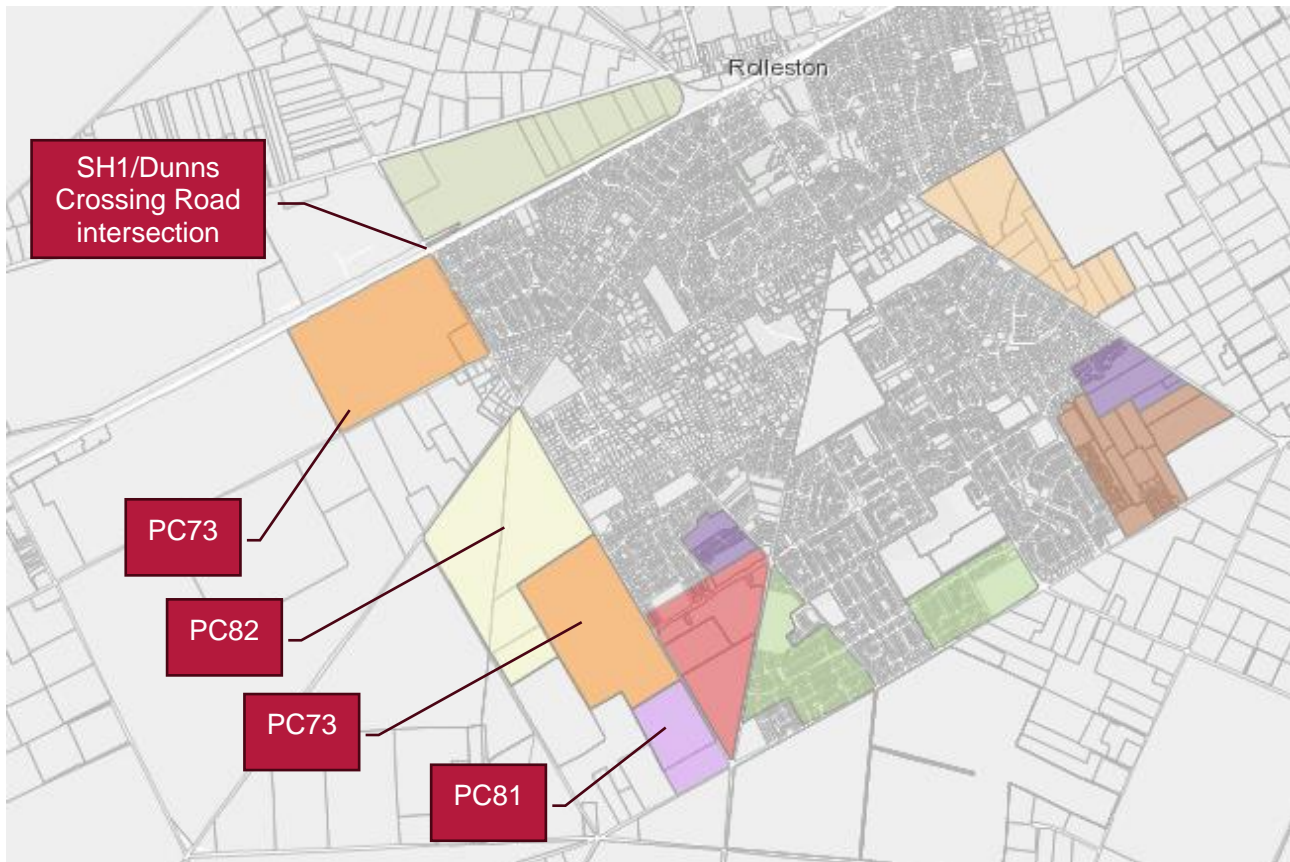 Rolleston
SH1/Dunns
Crossing Road
intersection
PC73
PC82
PC73
PC81